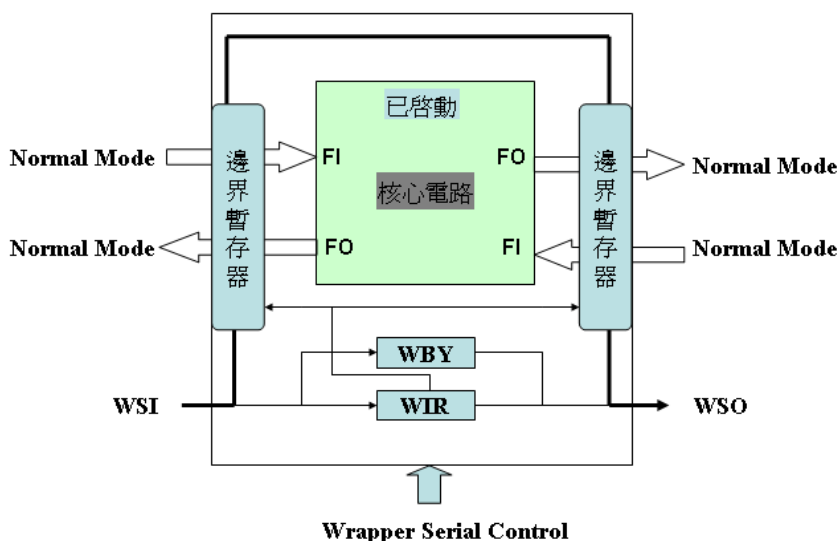 已啟動
Normal Mode
FI
FO
Normal Mode
邊界暫存器
核心電路
邊界暫存器
Normal Mode
FO
FI
Normal Mode
WBY
WSI
WIR
WSO
Wrapper Serial Control